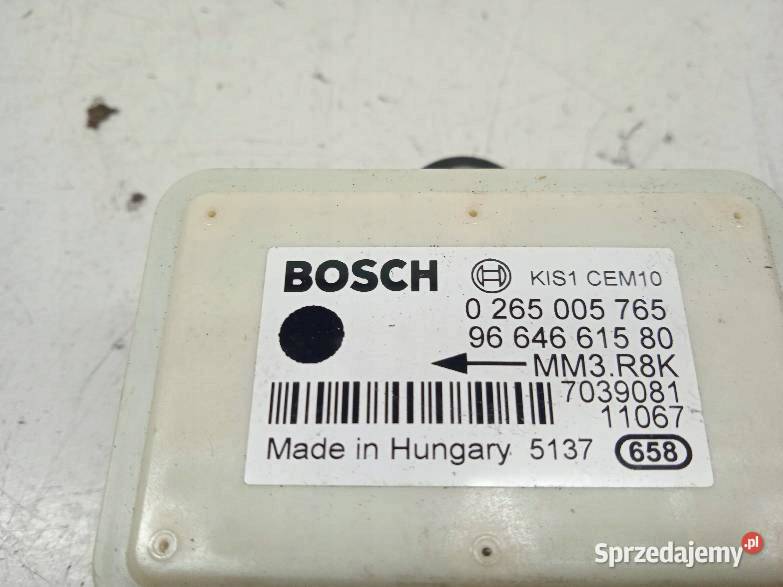 BOSCH KIS1 CEM10
0 265 005 765
96 646 615 80
MM3.R8K
7039081
11067
Made in Hungary 5137 658
Sprzedajemy.pl